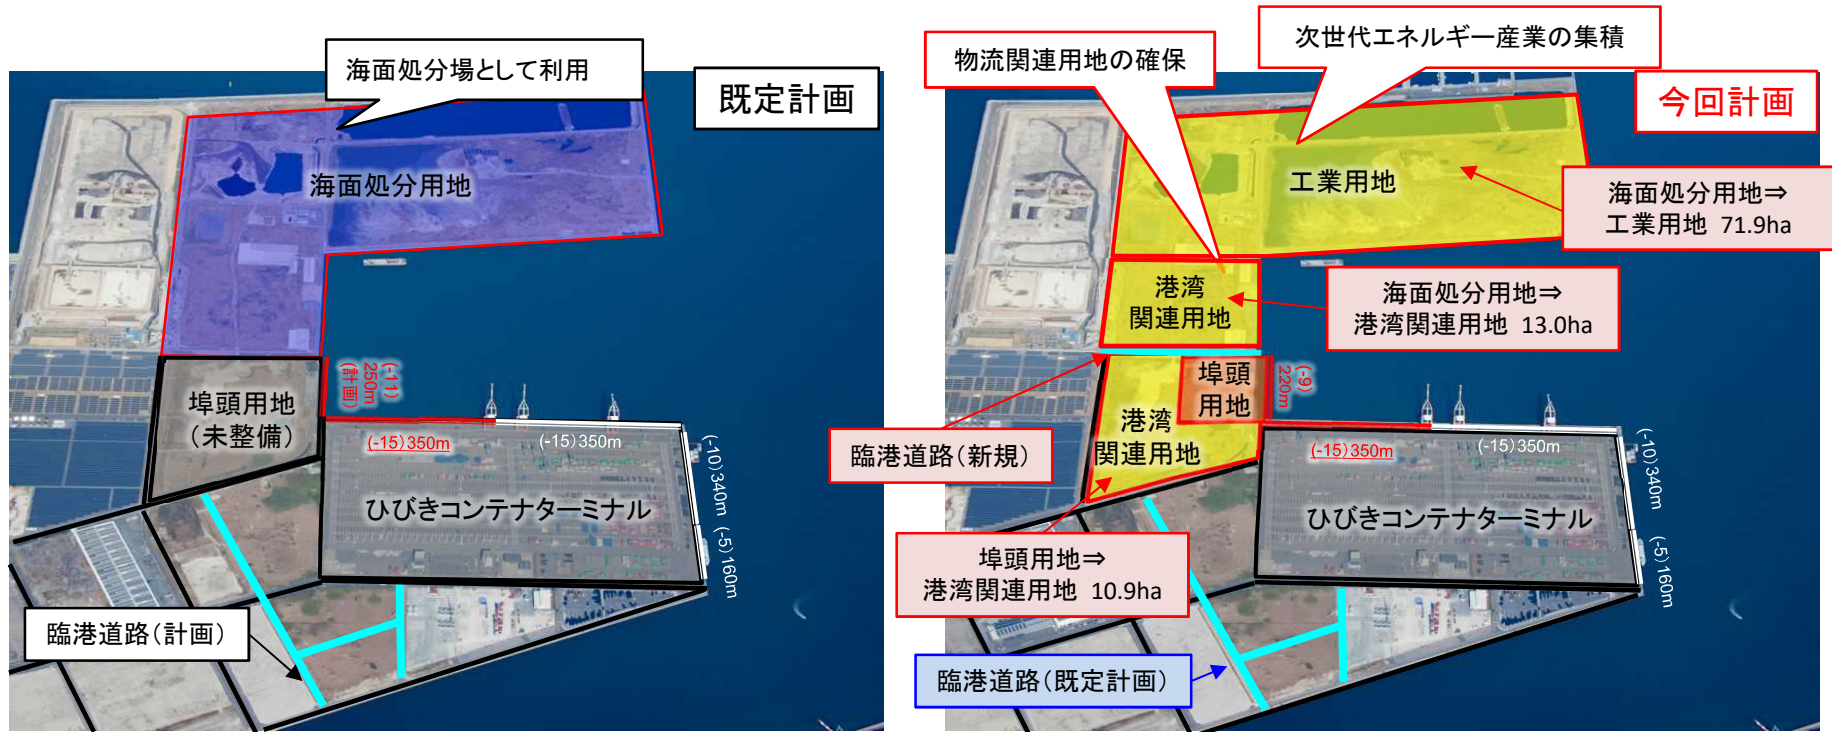 海面処分場として利用
既定計画
海面処分用地
埠頭用地
(未整備)
(-11)
250m
(計画)
(-15)350m
(-15)350m
(-10)340m
(-5)160m
ひびきコンテナターミナル
臨港道路(計画)
物流関連用地の確保
次世代エネルギー産業の集積
今回計画
工業用地
海面処分用地⇒
工業用地 71.9ha
港湾
関連用地
海面処分用地⇒
港湾関連用地 13.0ha
埠頭
用地
(-9)
220m
港湾
関連用地
臨港道路(新規)
(-15)350m
(-15)350m
(-10)340m
(-5)160m
ひびきコンテナターミナル
埠頭用地⇒
港湾関連用地 10.9ha
臨港道路(既定計画)